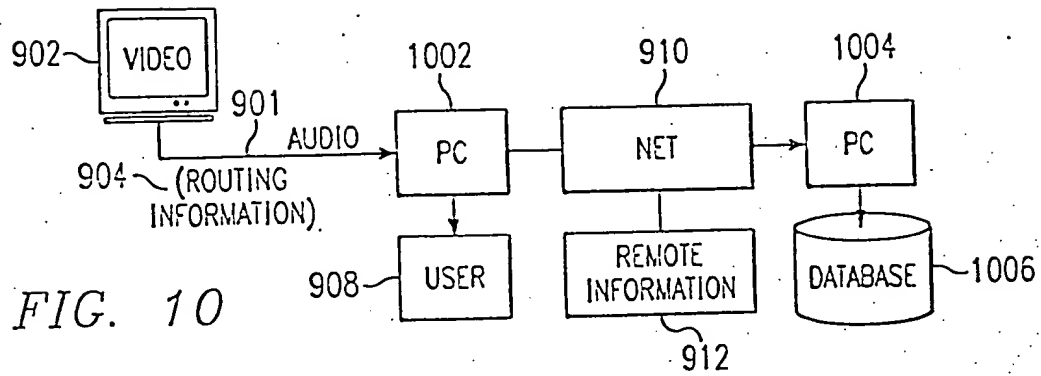 1002
910
1004
902
VIDEO
901
AUDIO
PC
NET
PC
904
(ROUTING
INFORMATION)
908
USER
REMOTE
INFORMATION
912
DATABASE
1006
FIG. 10